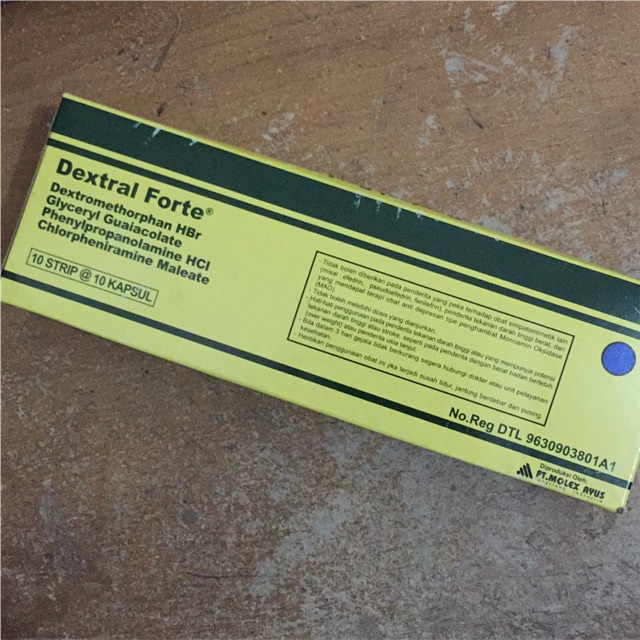 Dextral Forte®
Dextromethorphan HBr
Glyceryl Guaiacolate
Phenylpropanolamine HCl
Chlorpheniramine Maleate
10 STRIP @ 10 KAPSUL
- Tidak boleh diberikan pada penderita yang peka terhadap obat simpatomimetik lain
(misal efedrin, pseudoefedrin, fenilefrin), penderita tekanan darah tinggi berat, dan
yang mendapat terapi obat anti depresan tipe penghambat Monoamin Oksidase
(MAO).
- Tidak boleh melebihi dosis yang dianjurkan.
- Hati-hati penggunaan pada penderita tekanan darah tinggi atau yang mempunyai potensi
tekanan darah tinggi atau stroke, seperti pada penderita dengan berat badan berlebih
(over weight) atau penderita usia lanjut.
- Bila dalam 3 hari gejala tidak berkurang segera hubungi dokter atau unit pelayanan
kesehatan.
- Hentikan penggunaan obat ini jika terjadi susah tidur, jantung berdebar dan pusing.
No.Reg DTL 9630903801A1
Diproduksi Oleh:
PT.MOLEX AYUS